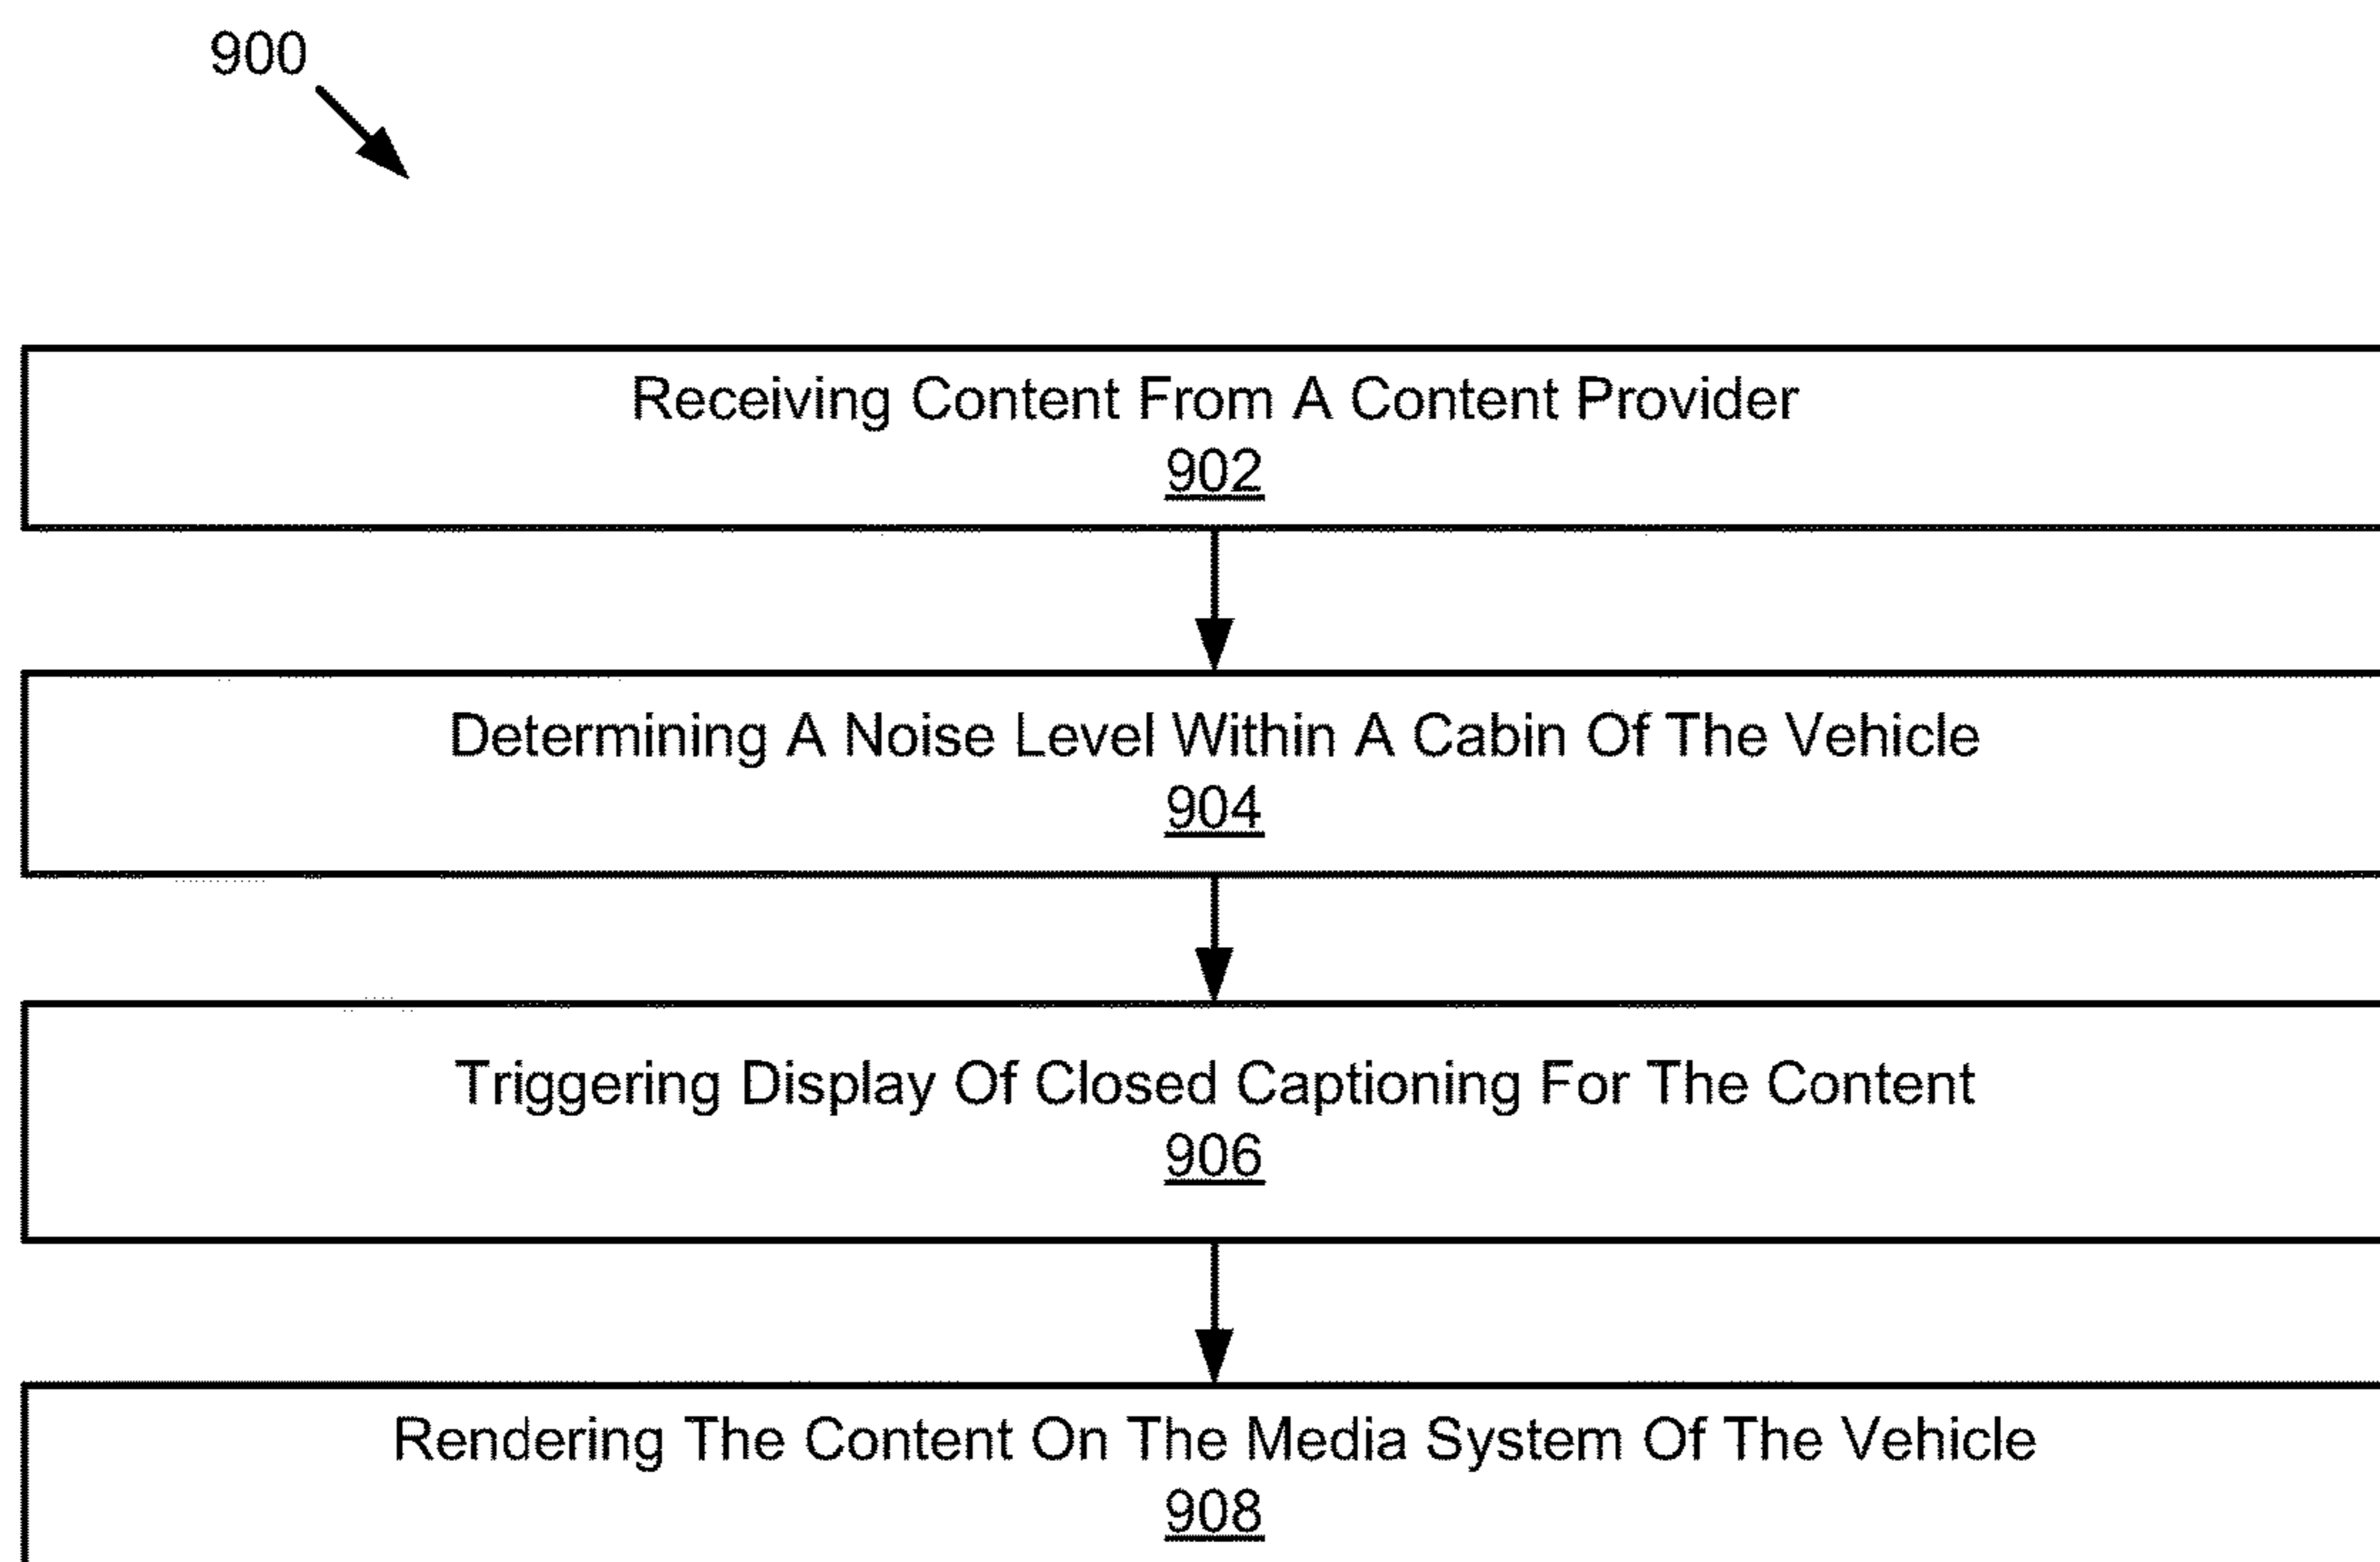 900
Receiving Content From A Content Provider
902
Determining A Noise Level Within A Cabin Of The Vehicle
904
Triggering Display Of Closed Captioning For The Content
906
Rendering The Content On The Media System Of The Vehicle
908